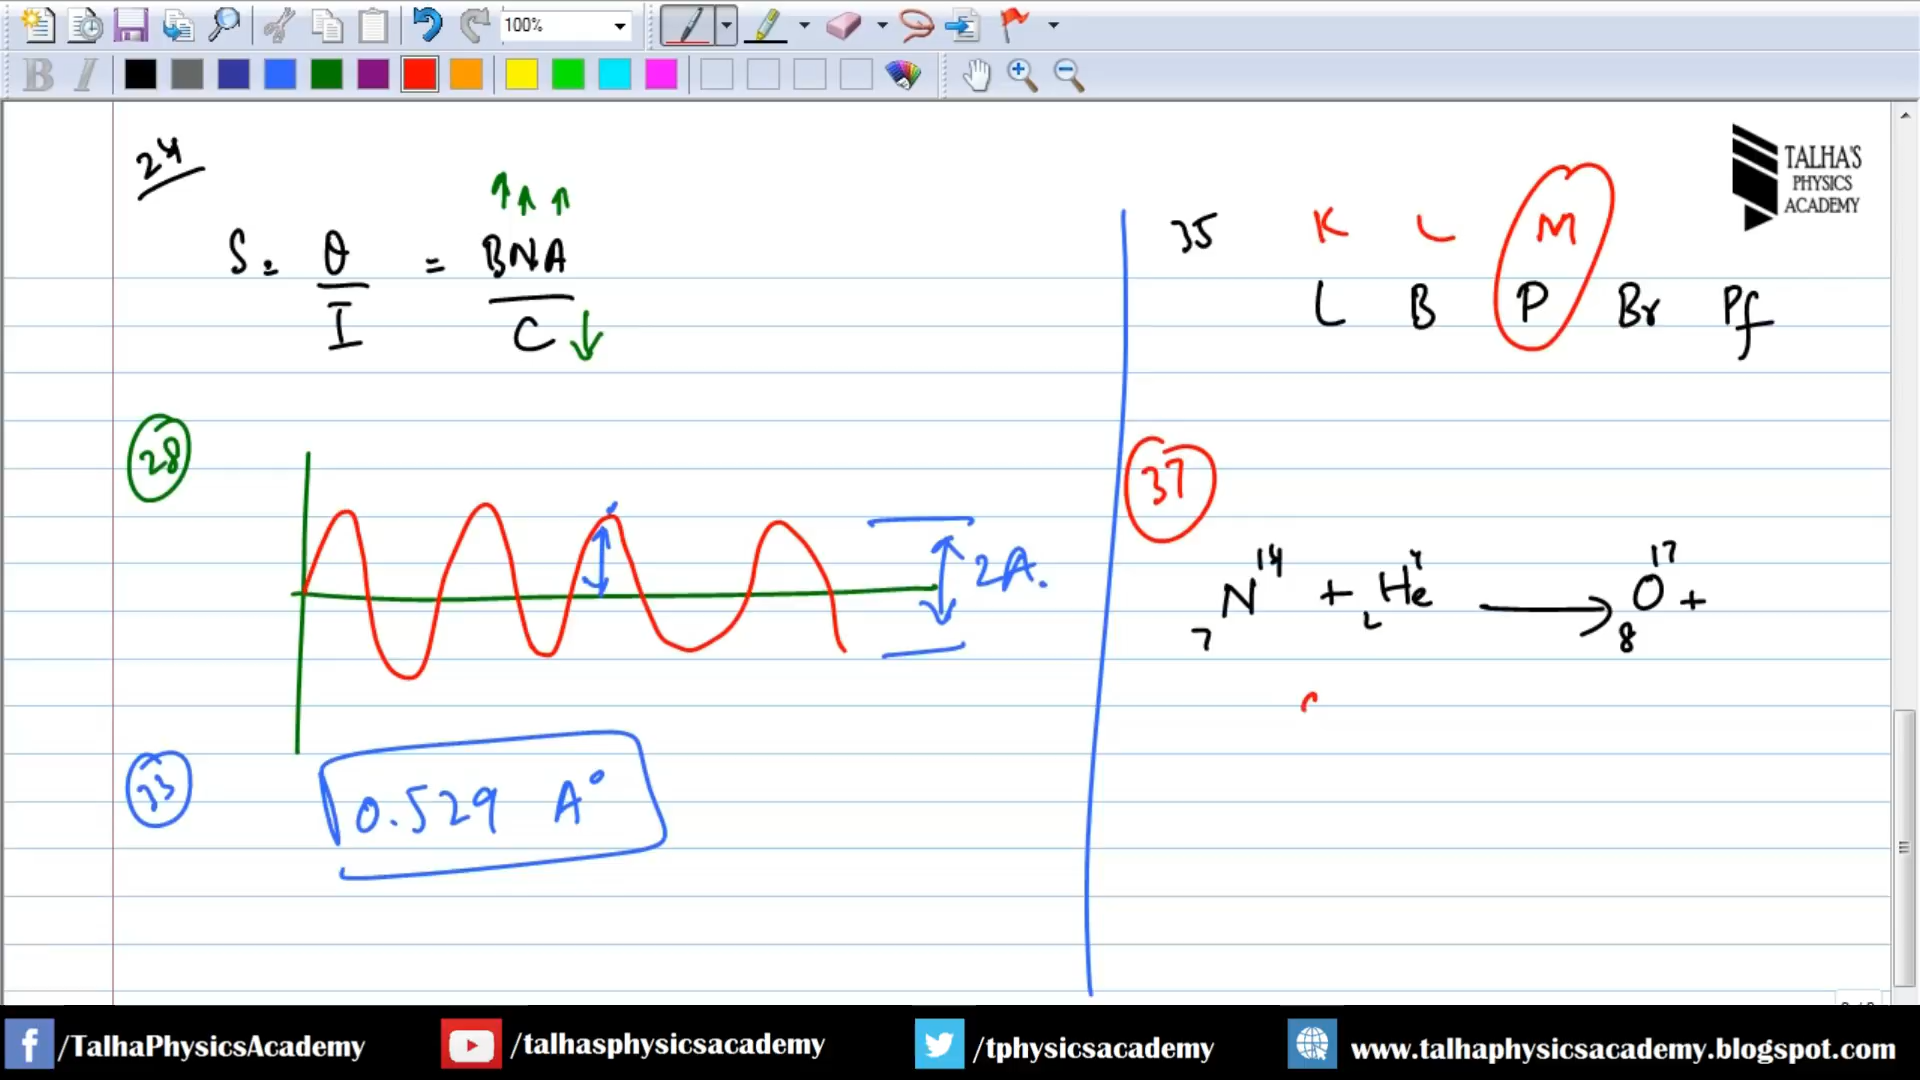 100%
B I
TALHA'S
PHYSICS
ACADEMY
24
S = θ/I = BNA/C
28
2A.
33
0.529 A°
35
K L M
L B P Br Pf
37
₇N¹⁴ + ₂He⁴ ⟶ ₈O¹⁷ +
/TalhaPhysicsAcademy
/talhasphysicsacademy
/tphysicsacademy
www.talhaphysicsacademy.blogspot.com